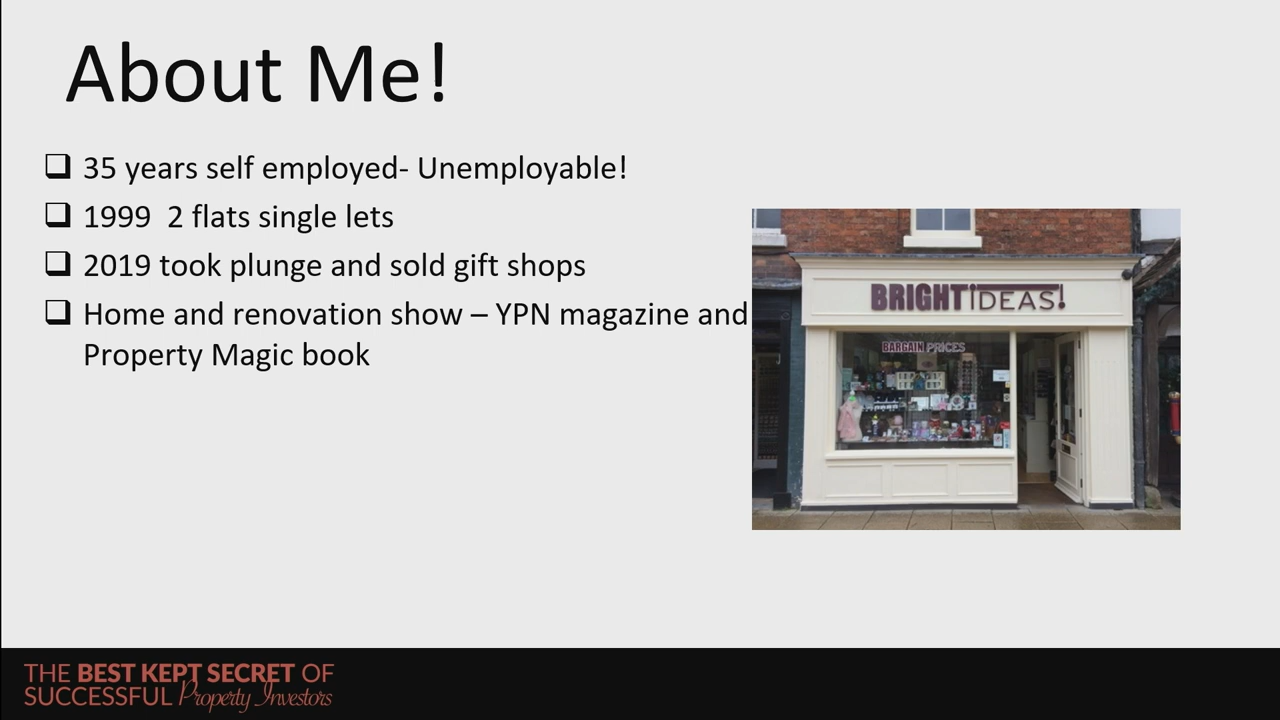 About Me!
❑ 35 years self employed- Unemployable!
❑ 1999  2 flats single lets
❑ 2019 took plunge and sold gift shops
❑ Home and renovation show – YPN magazine and
Property Magic book
BRIGHT IDEAS!
BARGAIN PRICES
THE BEST KEPT SECRET OF
SUCCESSFUL Property Investors